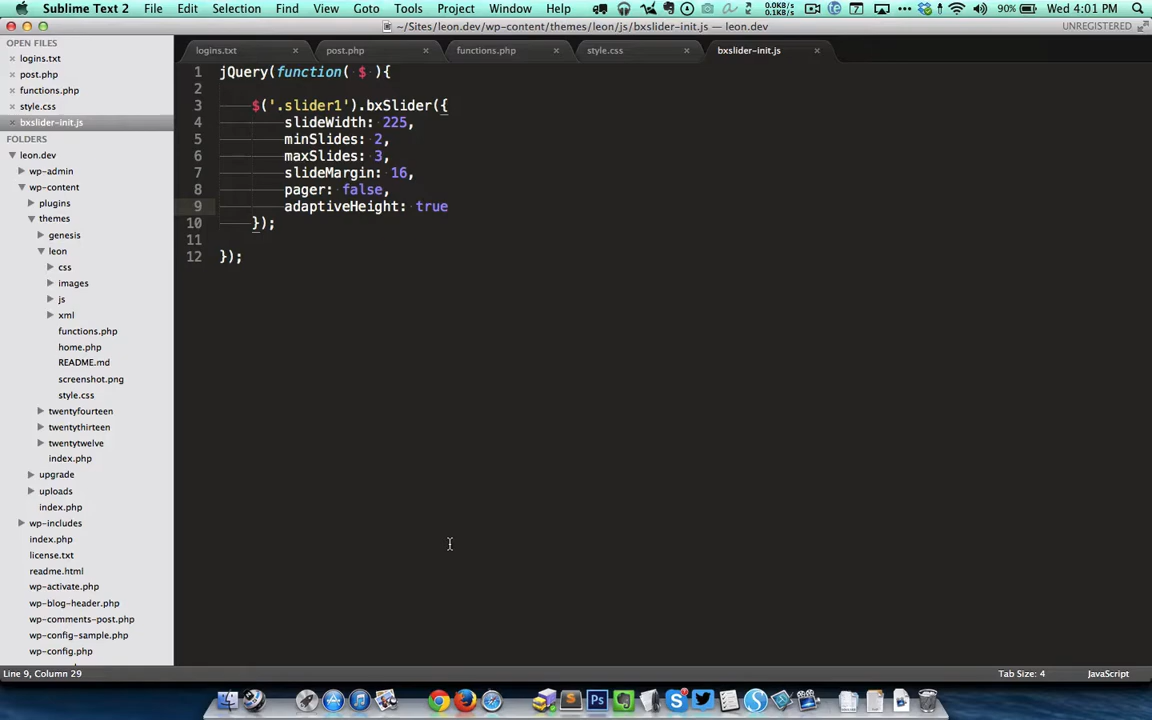 Sublime Text 2 File Edit Selection Find View Goto Tools Project Window Help 0.0KB/s 0.1KB/s 7 90% Wed 4:01 PM
~/Sites/leon.dev/wp-content/themes/leon/js/bxslider-init.js — leon.dev UNREGISTERED
OPEN FILES
logins.txt
post.php
functions.php
style.css
bxslider-init.js
FOLDERS
leon.dev
wp-admin
wp-content
plugins
themes
genesis
leon
css
images
js
xml
functions.php
home.php
README.md
screenshot.png
style.css
twentyfourteen
twentythirteen
twentytwelve
index.php
upgrade
uploads
index.php
wp-includes
index.php
license.txt
readme.html
wp-activate.php
wp-blog-header.php
wp-comments-post.php
wp-config-sample.php
wp-config.php
logins.txt post.php functions.php style.css bxslider-init.js
1 jQuery(function( $ ){
2
3 $('.slider1').bxSlider({
4 slideWidth: 225,
5 minSlides: 2,
6 maxSlides: 3,
7 slideMargin: 16,
8 pager: false,
9 adaptiveHeight: true
10 });
11
12 });
Line 9, Column 29 Tab Size: 4 JavaScript